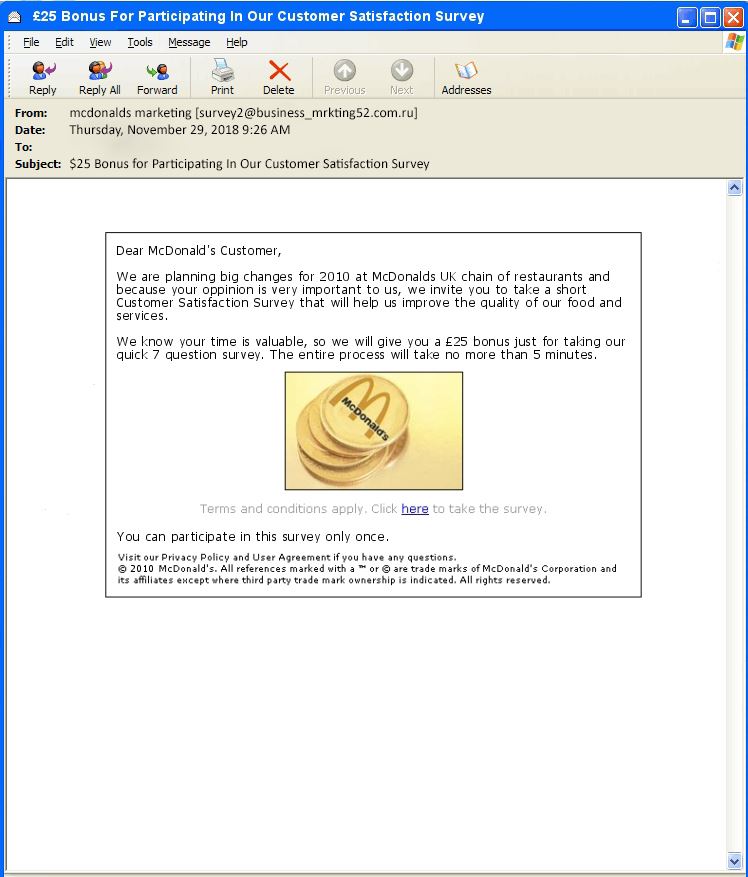 £25 Bonus For Participating In Our Customer Satisfaction Survey
File Edit View Tools Message Help
Reply Reply All Forward Print Delete Previous Next Addresses
From: mcdonalds marketing [survey2@business_mrkting52.com.ru]
Date: Thursday, November 29, 2018 9:26 AM
To:
Subject: $25 Bonus for Participating In Our Customer Satisfaction Survey
Dear McDonald's Customer,
We are planning big changes for 2010 at McDonalds UK chain of restaurants and
because your oppinion is very important to us, we invite you to take a short
Customer Satisfaction Survey that will help us improve the quality of our food and
services.
We know your time is valuable, so we will give you a £25 bonus just for taking our
quick 7 question survey. The entire process will take no more than 5 minutes.
McDonald's
Terms and conditions apply. Click here to take the survey.
You can participate in this survey only once.
Visit our Privacy Policy and User Agreement if you have any questions.
© 2010 McDonald's. All references marked with a ™ or © are trade marks of McDonald's Corporation and
its affiliates except where third party trade mark ownership is indicated. All rights reserved.